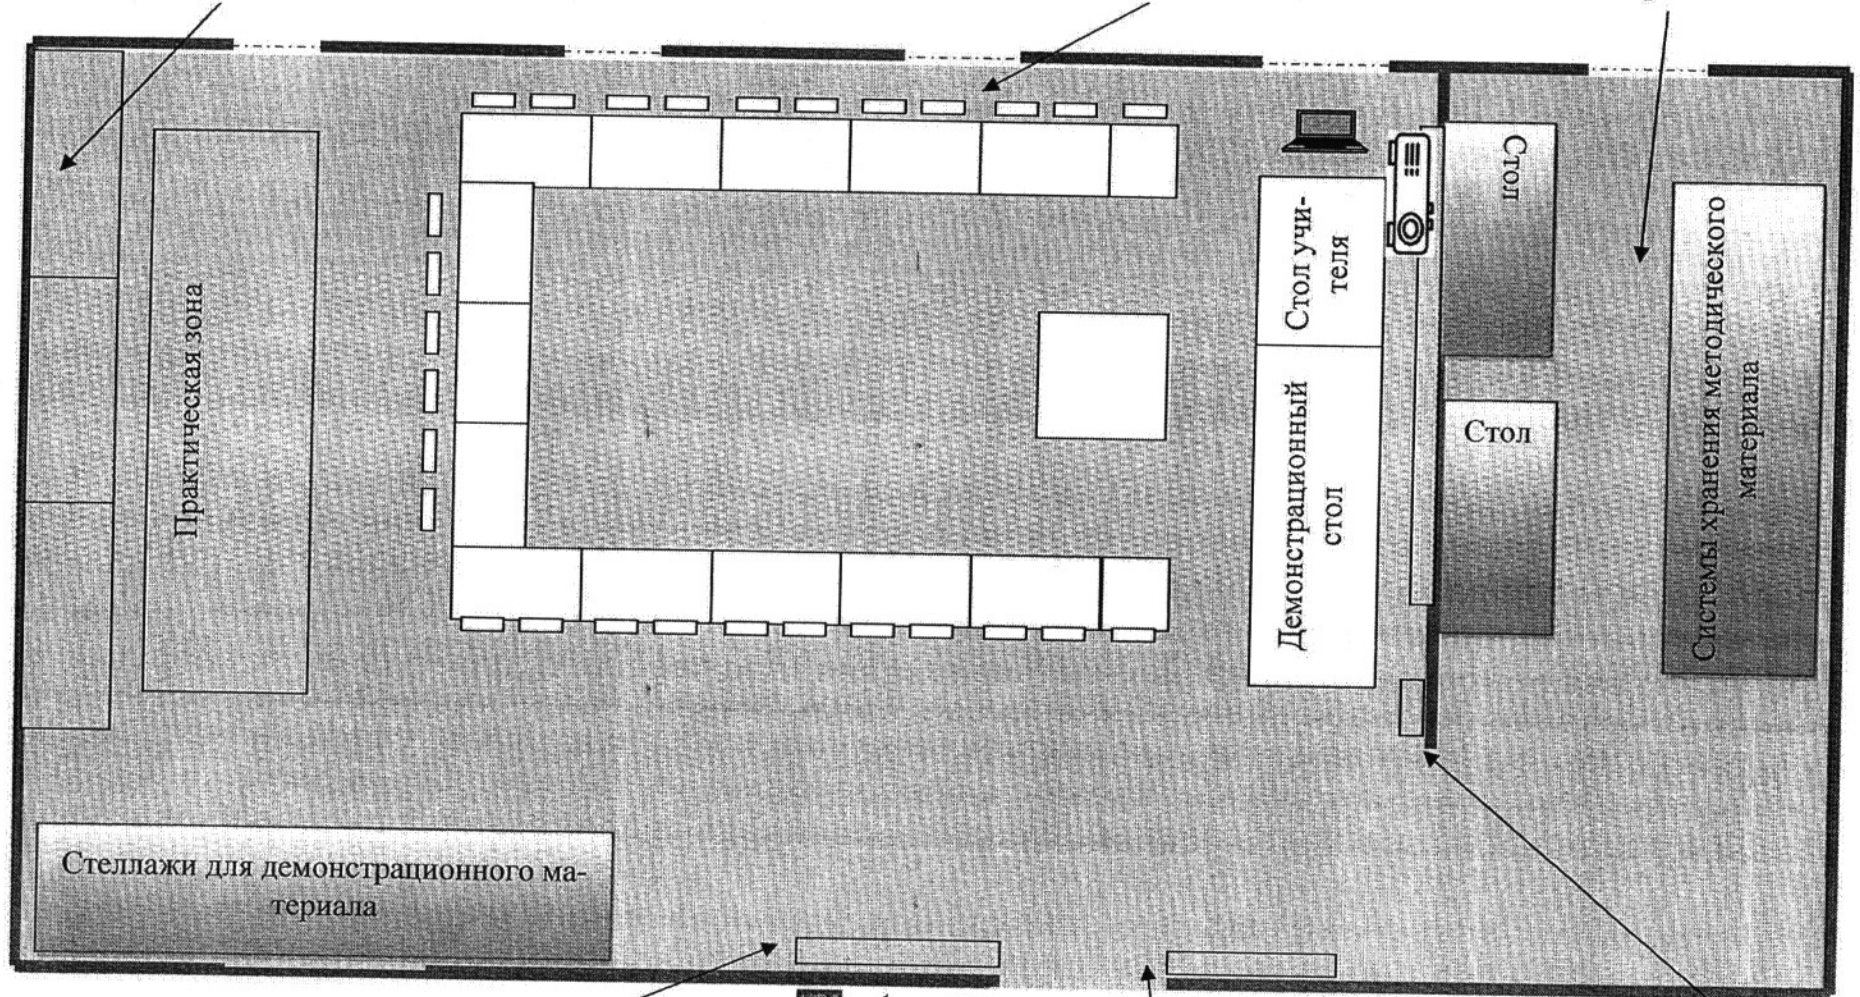 Практическая зона
Стол учи-
теля
Демонстрационный
стол
Стол
Стол
Системы хранения методического
материала
Стеллажи для демонстрационного ма-
териала